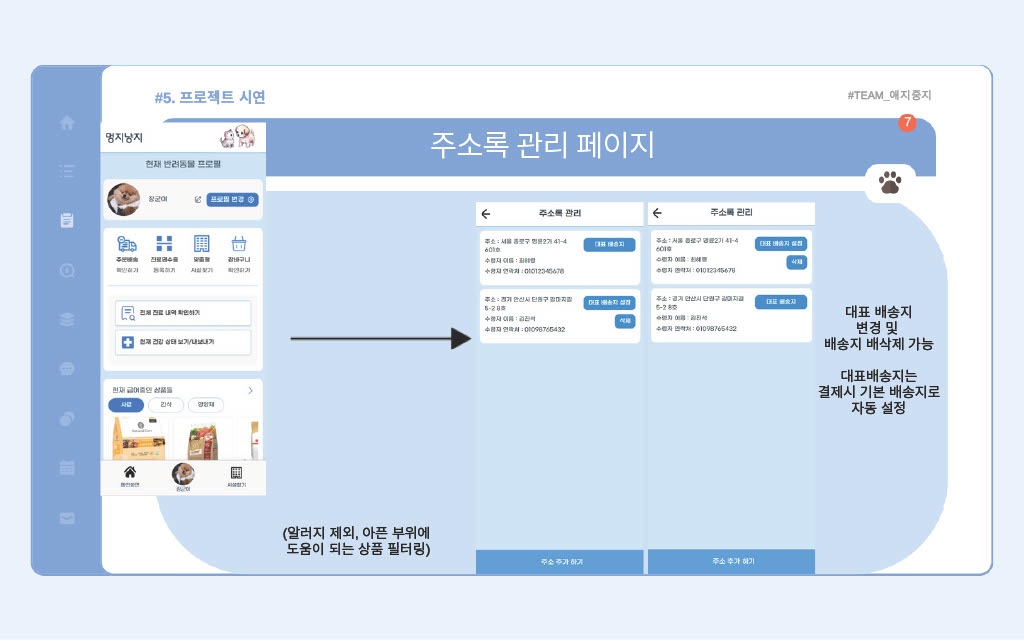 #5. 프로젝트 시연
#TEAM_애지중지
7
주소록 관리 페이지
멍지냥지
현재 반려동물 프로필
장군이
프로필 변경
주문배송
확인하기
진료영수증
등록하기
맞춤형
시설찾기
장바구니
확인하기
전체 진료 내역 확인하기
현재 건강 상태 보기/내보내기
현재 급여중인 상품들
사료
간식
영양제
메인화면
장군이
시설찾기
(알러지 제외, 아픈 부위에
도움이 되는 상품 필터링)
주소록 관리
주소 : 서울 종로구 명륜2가 41-4
601호
수령자 이름 : 최해령
수령자 연락처 : 01012345678
대표 배송지
주소 : 경기 안산시 단원구
5-2 8호
수령자 이름 : 김진석
수령자 연락처 : 01098765432
대표 배송지 설정
삭제
주소 추가 하기
주소록 관리
주소 : 서울 종로구 명륜2가 41-4
601호
수령자 이름 : 최해령
수령자 연락처 : 01012345678
대표 배송지 설정
삭제
주소 : 경기 안산시 단원구
5-2 8호
수령자 이름 : 김진석
수령자 연락처 : 01098765432
대표 배송지
주소 추가 하기
대표 배송지
변경 및
배송지 배삭제 가능
대표배송지는
결제시 기본 배송지로
자동 설정